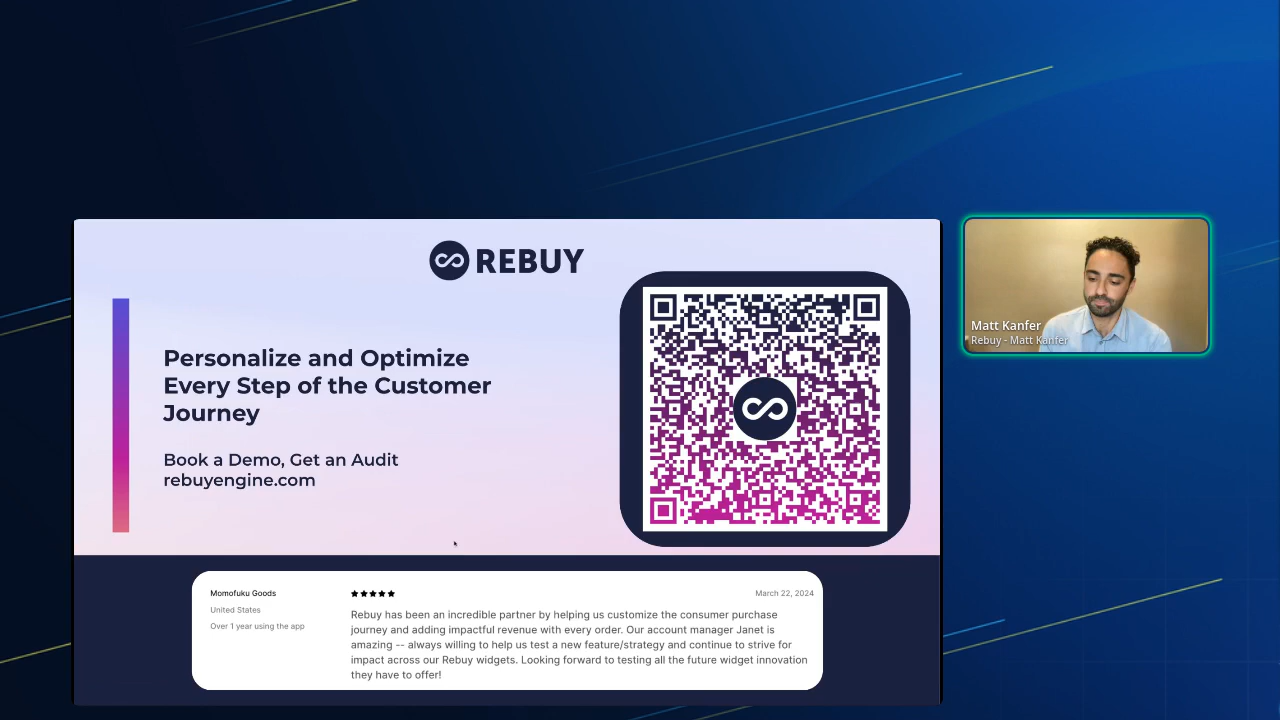 REBUY
Personalize and Optimize
Every Step of the Customer
Journey
Book a Demo, Get an Audit
rebuyengine.com
Matt Kanfer
Rebuy - Matt Kanfer
Momofuku Goods
United States
Over 1 year using the app
March 22, 2024
Rebuy has been an incredible partner by helping us customize the consumer purchase
journey and adding impactful revenue with every order. Our account manager Janet is
amazing -- always willing to help us test a new feature/strategy and continue to strive for
impact across our Rebuy widgets. Looking forward to testing all the future widget innovation
they have to offer!